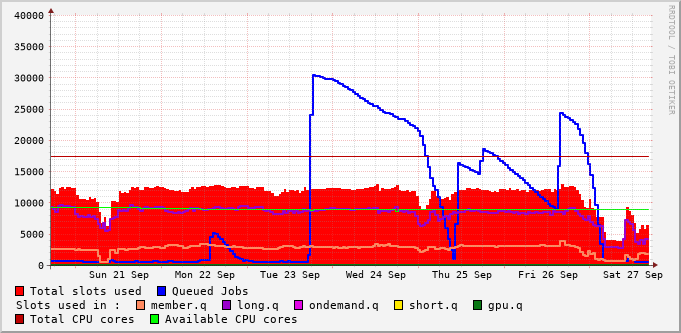 RRDTOOL / TOBI OETIKER
40000
35000
30000
25000
20000
15000
10000
5000
0
Sun 21 Sep Mon 22 Sep Tue 23 Sep Wed 24 Sep Thu 25 Sep Fri 26 Sep Sat 27 Sep
Total slots used Queued Jobs
Slots used in : member.q long.q ondemand.q short.q gpu.q
Total CPU cores Available CPU cores